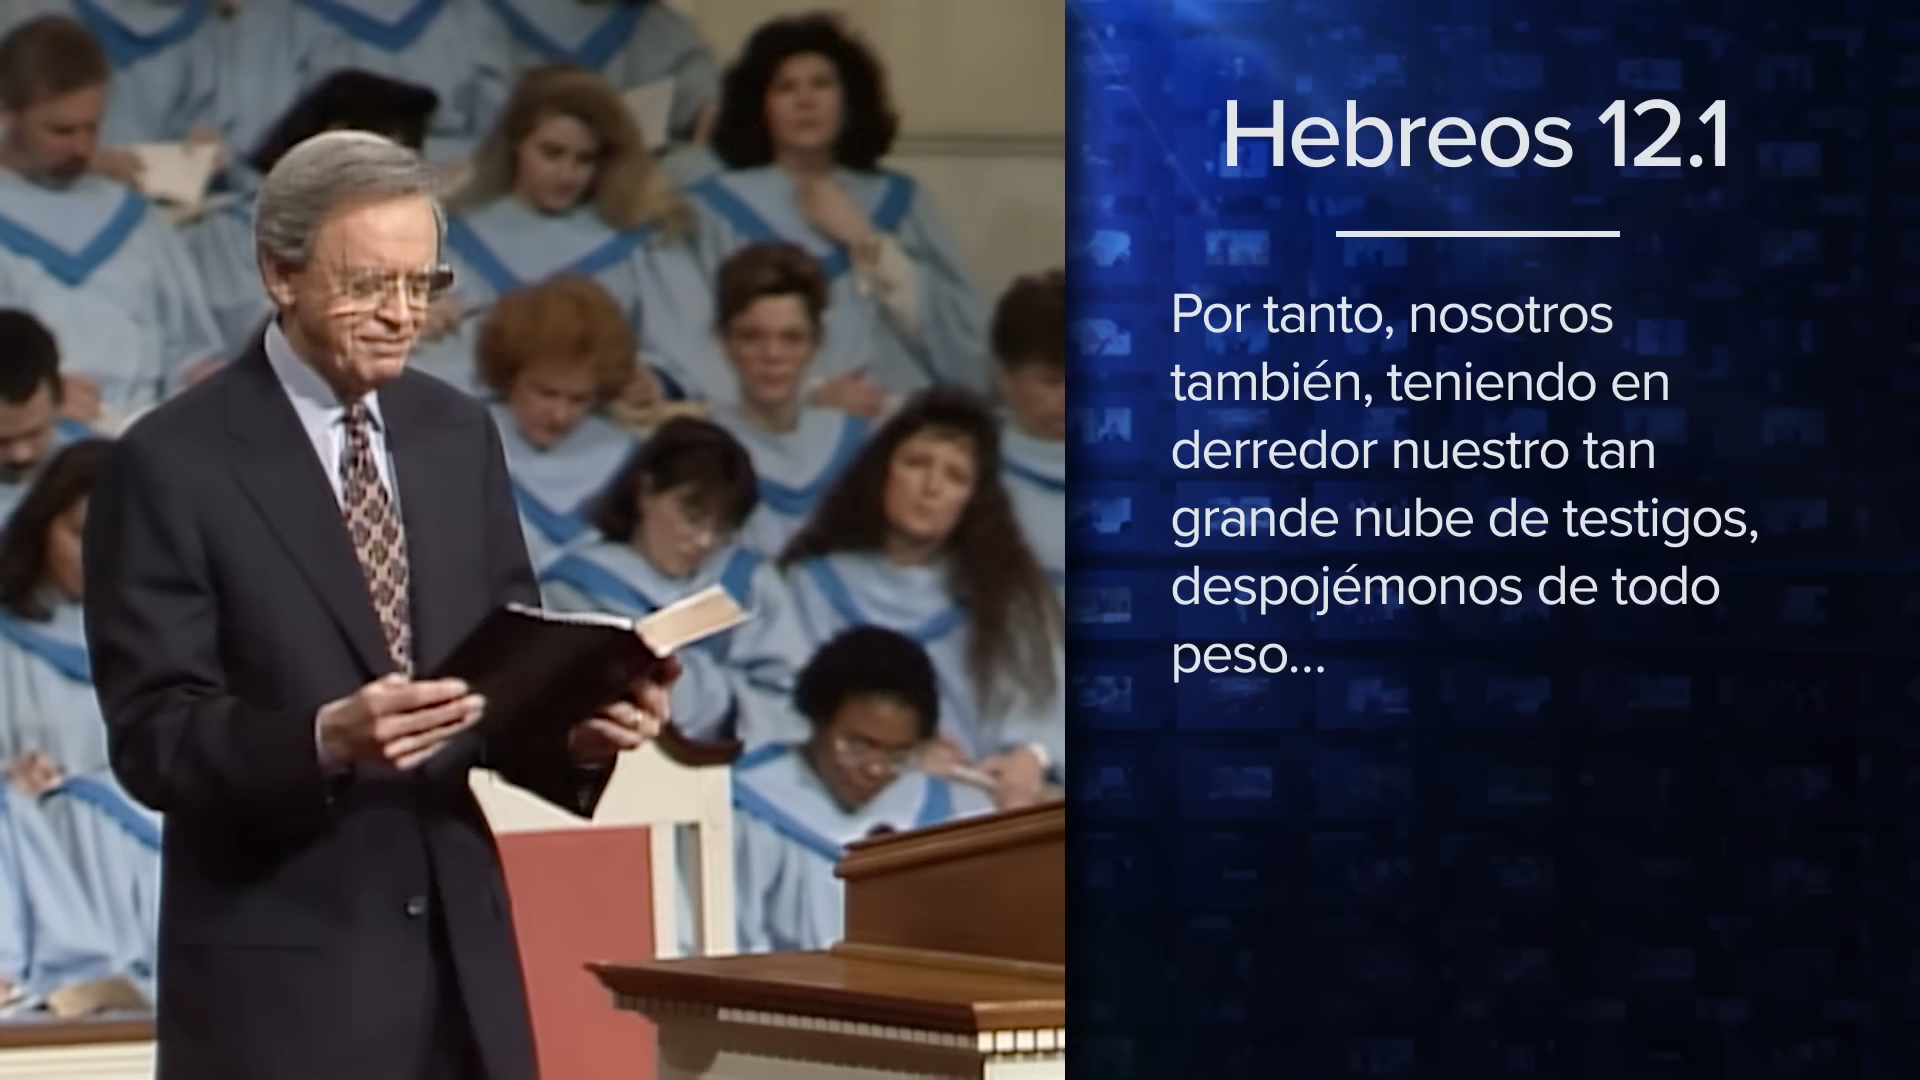 Hebreos 12.1
Por tanto, nosotros
también, teniendo en
derredor nuestro tan
grande nube de testigos,
despojémonos de todo
peso...